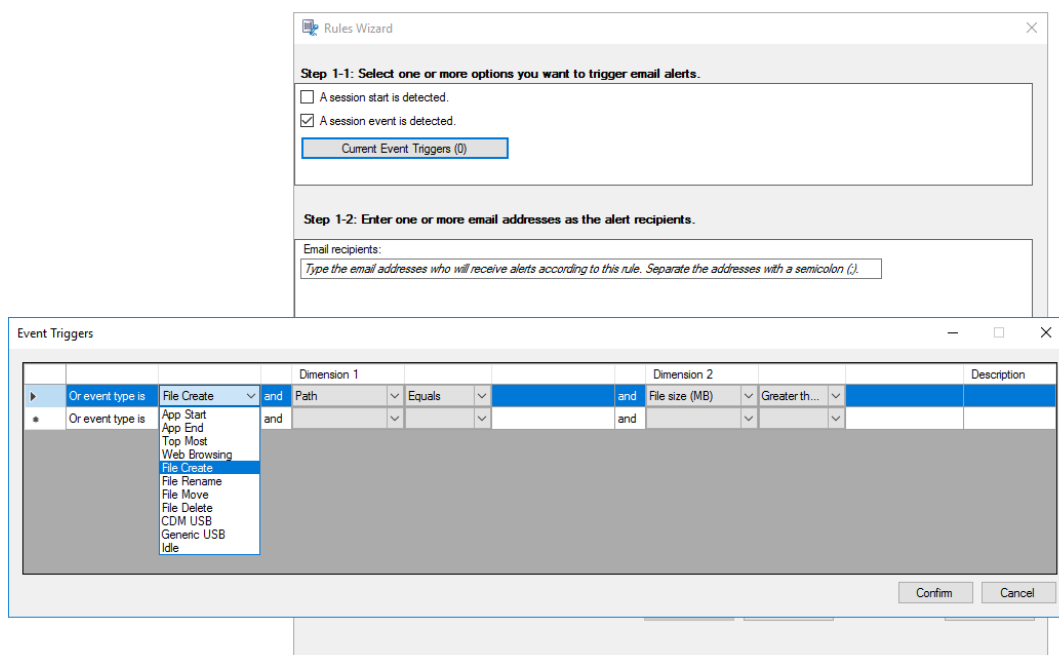 Rules Wizard
Step 1-1: Select one or more options you want to trigger email alerts.
A session start is detected.
A session event is detected.
Current Event Triggers (0)
Step 1-2: Enter one or more email addresses as the alert recipients.
Email recipients:
Type the email addresses who will receive alerts according to this rule. Separate the addresses with a semicolon (;).
Event Triggers
Dimension 1 Dimension 2 Description
Or event type is File Create and Path Equals and File size (MB) Greater th...
Or event type is and and
App Start
App End
Top Most
Web Browsing
File Create
File Rename
File Move
File Delete
CDM USB
Generic USB
Idle
Confirm Cancel